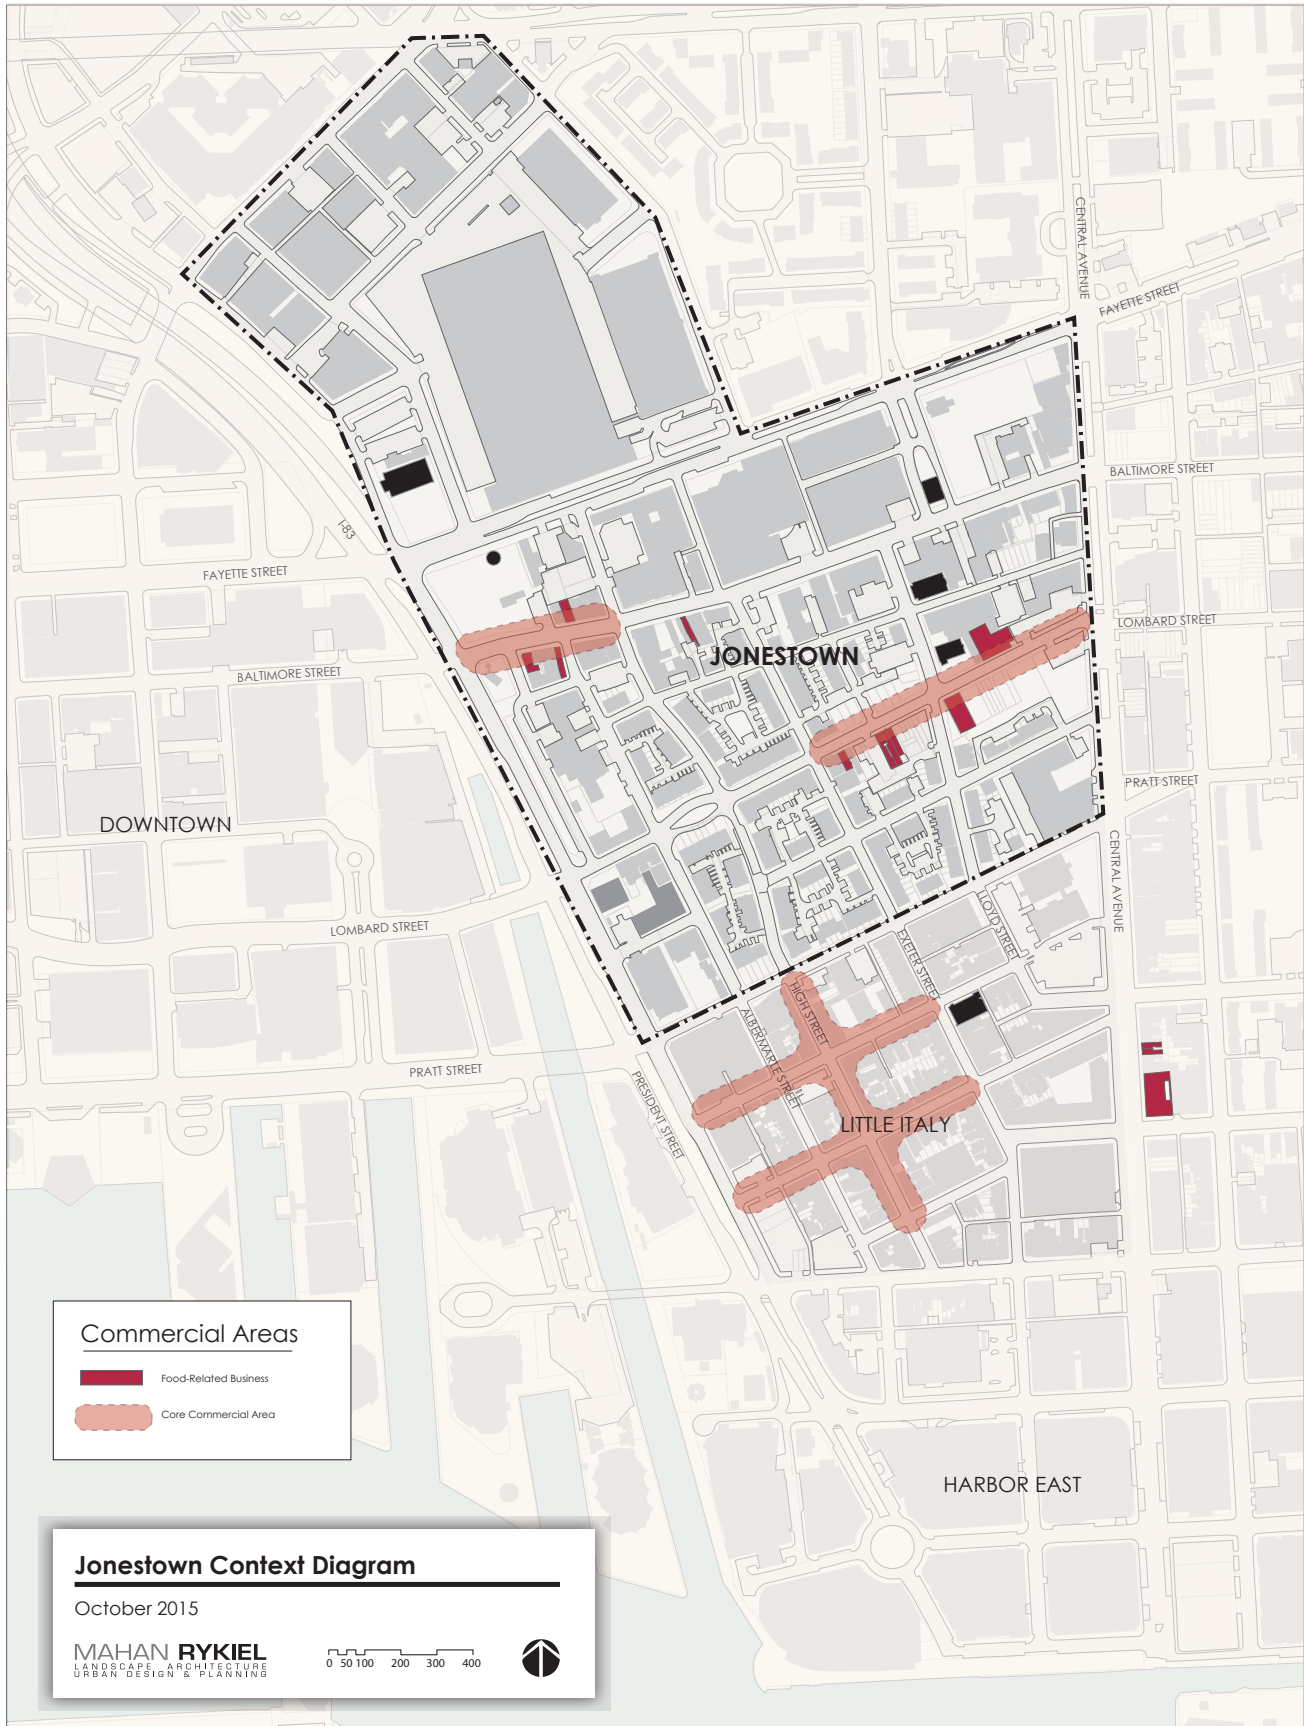 CENTRAL AVENUE
FAYETTE STREET
BALTIMORE STREET
I-83
FAYETTE STREET
LOMBARD STREET
JONESTOWN
BALTIMORE STREET
PRATT STREET
DOWNTOWN
CENTRAL AVENUE
LOMBARD STREET
LLOYD STREET
EXETER STREET
HIGH STREET
ALBERMARLE STREET
PRATT STREET
PRESIDENT STREET
LITTLE ITALY
Commercial Areas
Food-Related Business
Core Commercial Area
HARBOR EAST
Jonestown Context Diagram
October 2015
MAHAN RYKIEL
LANDSCAPE ARCHITECTURE
URBAN DESIGN & PLANNING
0 50 100 200 300 400